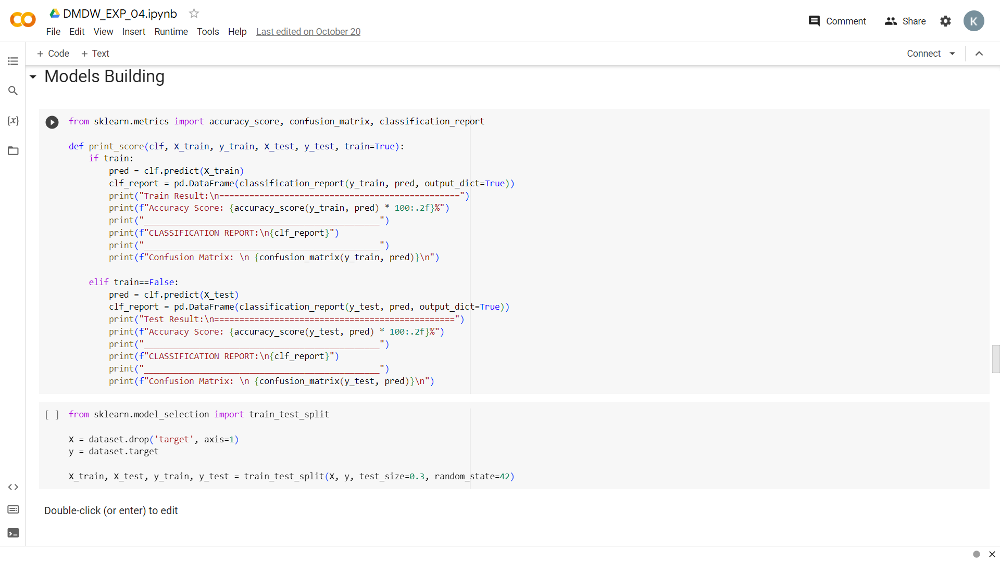 DMDW_EXP_04.ipynb
File Edit View Insert Runtime Tools Help Last edited on October 20
Comment Share K
+ Code + Text Connect
Models Building
from sklearn.metrics import accuracy_score, confusion_matrix, classification_report
def print_score(clf, X_train, y_train, X_test, y_test, train=True):
    if train:
        pred = clf.predict(X_train)
        clf_report = pd.DataFrame(classification_report(y_train, pred, output_dict=True))
        print("Train Result:\n================================================")
        print(f"Accuracy Score: {accuracy_score(y_train, pred) * 100:.2f}%")
        print("_______________________________________________")
        print(f"CLASSIFICATION REPORT:\n{clf_report}")
        print("_______________________________________________")
        print(f"Confusion Matrix: \n {confusion_matrix(y_train, pred)}\n")
    elif train==False:
        pred = clf.predict(X_test)
        clf_report = pd.DataFrame(classification_report(y_test, pred, output_dict=True))
        print("Test Result:\n================================================")
        print(f"Accuracy Score: {accuracy_score(y_test, pred) * 100:.2f}%")
        print("_______________________________________________")
        print(f"CLASSIFICATION REPORT:\n{clf_report}")
        print("_______________________________________________")
        print(f"Confusion Matrix: \n {confusion_matrix(y_test, pred)}\n")
[ ] from sklearn.model_selection import train_test_split
X = dataset.drop('target', axis=1)
y = dataset.target
X_train, X_test, y_train, y_test = train_test_split(X, y, test_size=0.3, random_state=42)
Double-click (or enter) to edit